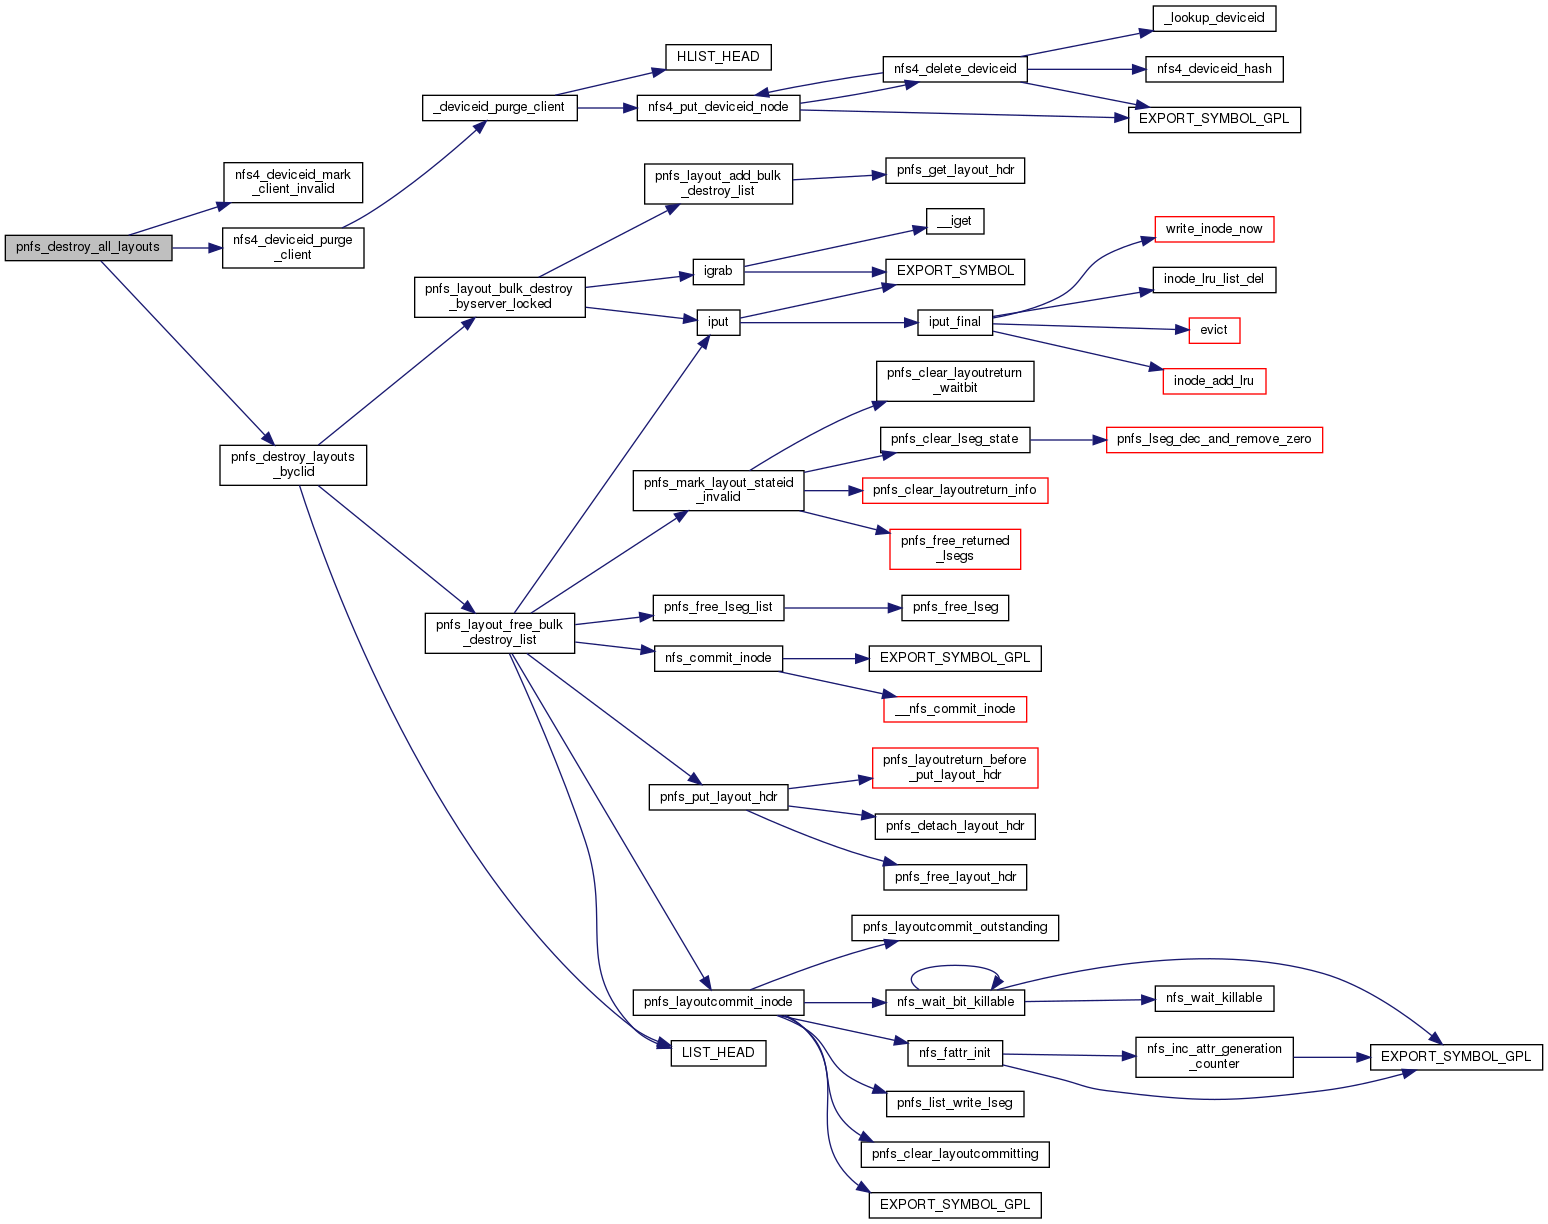 _lookup_deviceid
HLIST_HEAD
nfs4_delete_deviceid
nfs4_deviceid_hash
_deviceid_purge_client
nfs4_put_deviceid_node
EXPORT_SYMBOL_GPL
nfs4_deviceid_mark
_client_invalid
pnfs_layout_add_bulk
_destroy_list
pnfs_get_layout_hdr
pnfs_destroy_all_layouts
nfs4_deviceid_purge
_client
__iget
write_inode_now
pnfs_layout_bulk_destroy
_byserver_locked
igrab
EXPORT_SYMBOL
inode_lru_list_del
iput
iput_final
evict
inode_add_lru
pnfs_clear_layoutreturn
_waitbit
pnfs_destroy_layouts
_byclid
pnfs_clear_lseg_state
pnfs_lseg_dec_and_remove_zero
pnfs_mark_layout_stateid
_invalid
pnfs_clear_layoutreturn_info
pnfs_free_returned
_lsegs
pnfs_layout_free_bulk
_destroy_list
pnfs_free_lseg_list
pnfs_free_lseg
nfs_commit_inode
EXPORT_SYMBOL_GPL
__nfs_commit_inode
pnfs_layoutreturn_before
_put_layout_hdr
pnfs_put_layout_hdr
pnfs_detach_layout_hdr
pnfs_free_layout_hdr
pnfs_layoutcommit_outstanding
pnfs_layoutcommit_inode
nfs_wait_bit_killable
nfs_wait_killable
LIST_HEAD
nfs_fattr_init
nfs_inc_attr_generation
_counter
EXPORT_SYMBOL_GPL
pnfs_list_write_lseg
pnfs_clear_layoutcommitting
EXPORT_SYMBOL_GPL